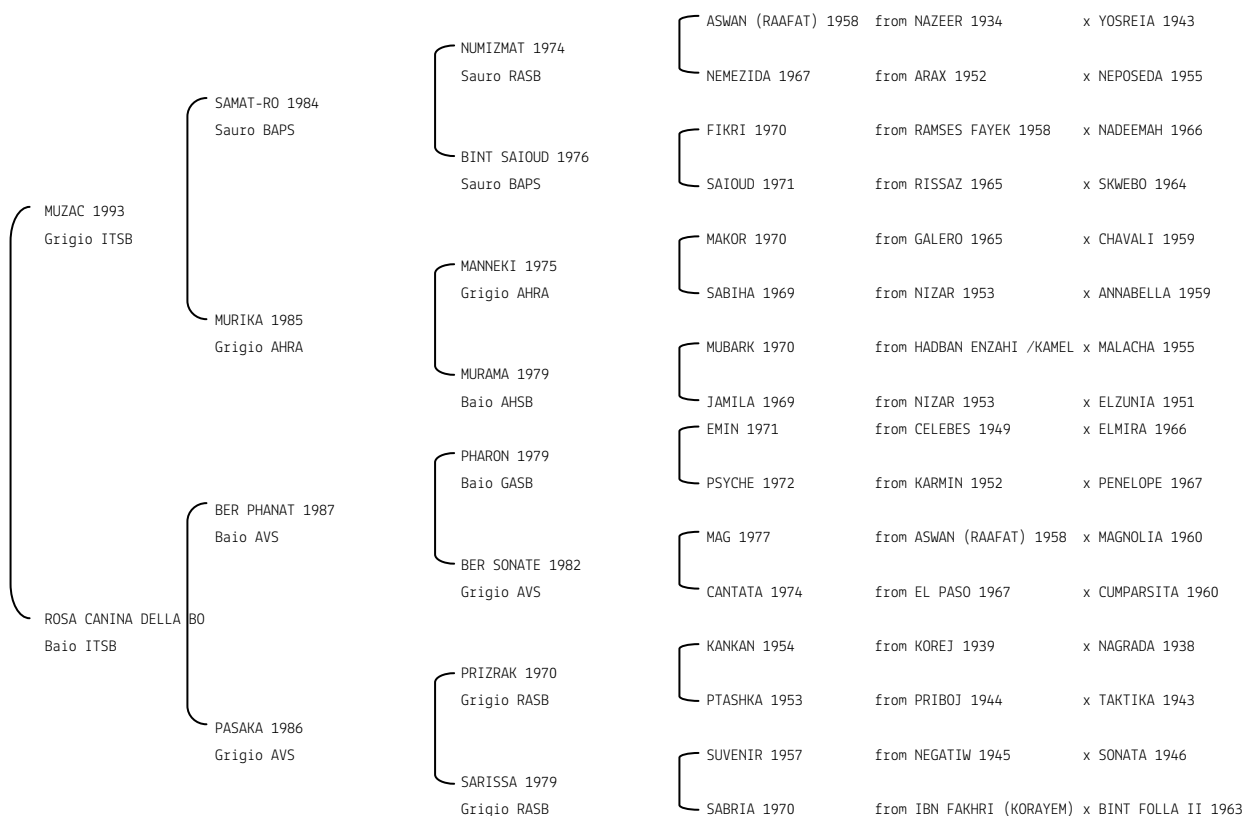 ASWAN (RAAFAT) 1958 from NAZEER 1934 x YOSREIA 1943
NUMIZMAT 1974
Sauro RASB
NEMEZIDA 1967 from ARAX 1952 x NEPOSEDA 1955
SAMAT-RO 1984
Sauro BAPS
FIKRI 1970 from RAMSES FAYEK 1958 x NADEEMAH 1966
BINT SAIOUD 1976
Sauro BAPS
SAIOUD 1971 from RISSAZ 1965 x SKWEBO 1964
MUZAC 1993
Grigio ITSB
MAKOR 1970 from GALERO 1965 x CHAVALI 1959
MANNEKI 1975
Grigio AHRA
SABIHA 1969 from NIZAR 1953 x ANNABELLA 1959
MURIKA 1985
Grigio AHRA
MUBARK 1970 from HADBAN ENZAHI /KAMEL x MALACHA 1955
MURAMA 1979
Baio AHSB
JAMILA 1969 from NIZAR 1953 x ELZUNIA 1951
EMIN 1971 from CELEBES 1949 x ELMIRA 1966
PHARON 1979
Baio GASB
PSYCHE 1972 from KARMIN 1952 x PENELOPE 1967
BER PHANAT 1987
Baio AVS
MAG 1977 from ASWAN (RAAFAT) 1958 x MAGNOLIA 1960
BER SONATE 1982
Grigio AVS
CANTATA 1974 from EL PASO 1967 x CUMPARSITA 1960
ROSA CANINA DELLA BO
Baio ITSB
KANKAN 1954 from KOREJ 1939 x NAGRADA 1938
PRIZRAK 1970
Grigio RASB
PTASHKA 1953 from PRIBOJ 1944 x TAKTIKA 1943
PASAKA 1986
Grigio AVS
SUVENIR 1957 from NEGATIW 1945 x SONATA 1946
SARISSA 1979
Grigio RASB
SABRIA 1970 from IBN FAKHRI (KORAYEM) x BINT FOLLA II 1963